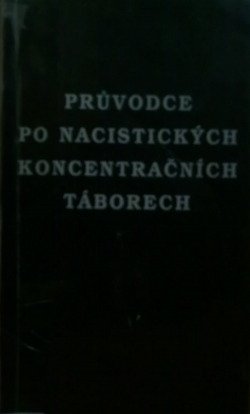 PRŮVODCE
PO NACISTICKÝCH
KONCENTRAČNÍCH
TÁBORECH